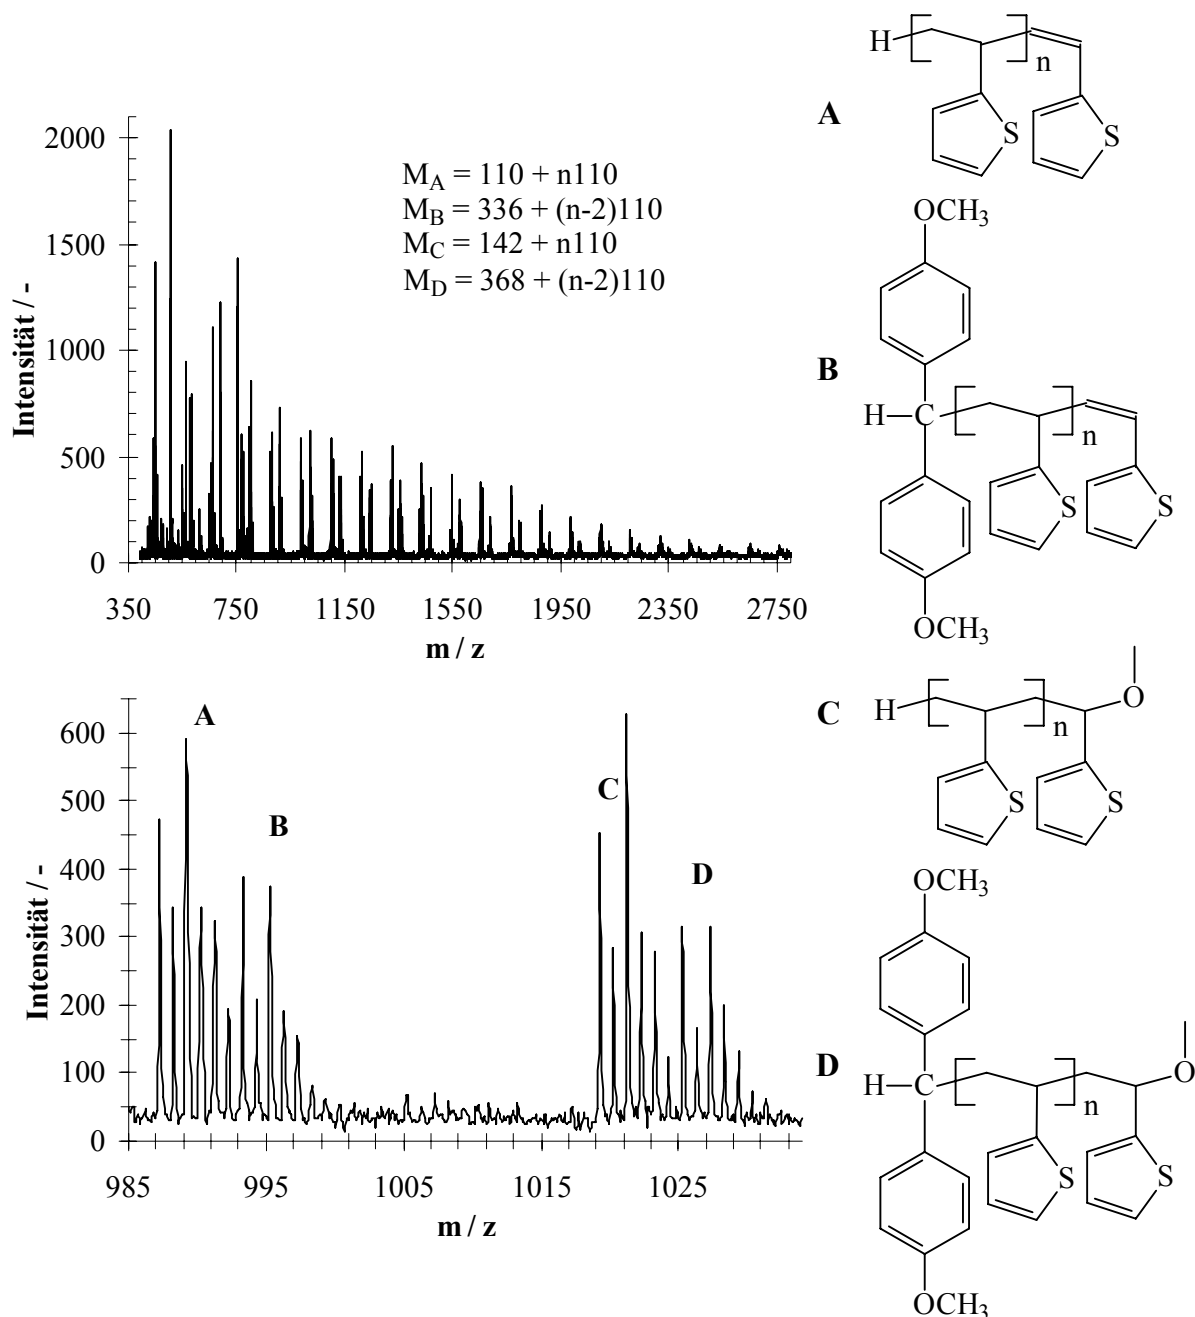 2000
1500
1000
500
0
Intensität / -
350 750 1150 1550 1950 2350 2750
m / z
M_A = 110 + n110
M_B = 336 + (n-2)110
M_C = 142 + n110
M_D = 368 + (n-2)110
A
H
n
S
S
B
OCH3
H C
n
S
S
OCH3
600
500
400
300
200
100
0
Intensität / -
A
B
C
D
985 995 1005 1015 1025
m / z
C
H
n
O
S
S
D
OCH3
H C
n
O
S
S
OCH3